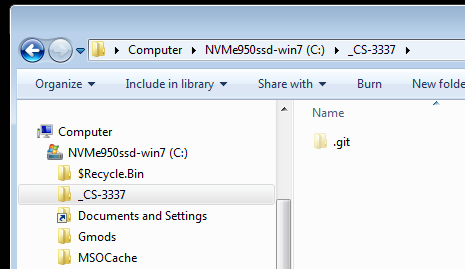 Computer NVMe950ssd-win7 (C:) _CS-3337
Organize Include in library Share with Burn New folde
Name
.git
Computer
NVMe950ssd-win7 (C:)
$Recycle.Bin
_CS-3337
Documents and Settings
Gmods
MSOCache